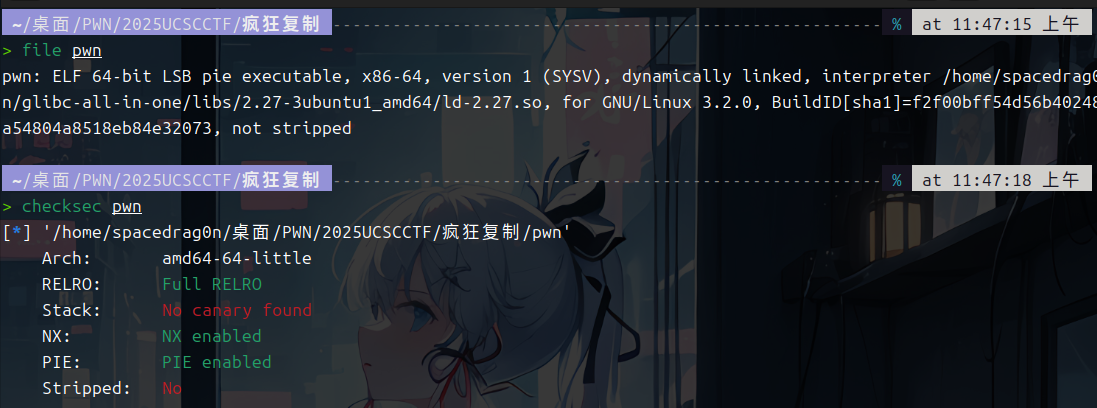 ~/桌面/PWN/2025UCSCCTF/疯狂复制 % at 11:47:15 上午
> file pwn
pwn: ELF 64-bit LSB pie executable, x86-64, version 1 (SYSV), dynamically linked, interpreter /home/spacedrag0
n/glibc-all-in-one/libs/2.27-3ubuntu1_amd64/ld-2.27.so, for GNU/Linux 3.2.0, BuildID[sha1]=f2f00bff54d56b40248
a54804a8518eb84e32073, not stripped
~/桌面/PWN/2025UCSCCTF/疯狂复制 % at 11:47:18 上午
> checksec pwn
[*] '/home/spacedrag0n/桌面/PWN/2025UCSCCTF/疯狂复制/pwn'
Arch: amd64-64-little
RELRO: Full RELRO
Stack: No canary found
NX: NX enabled
PIE: PIE enabled
Stripped: No